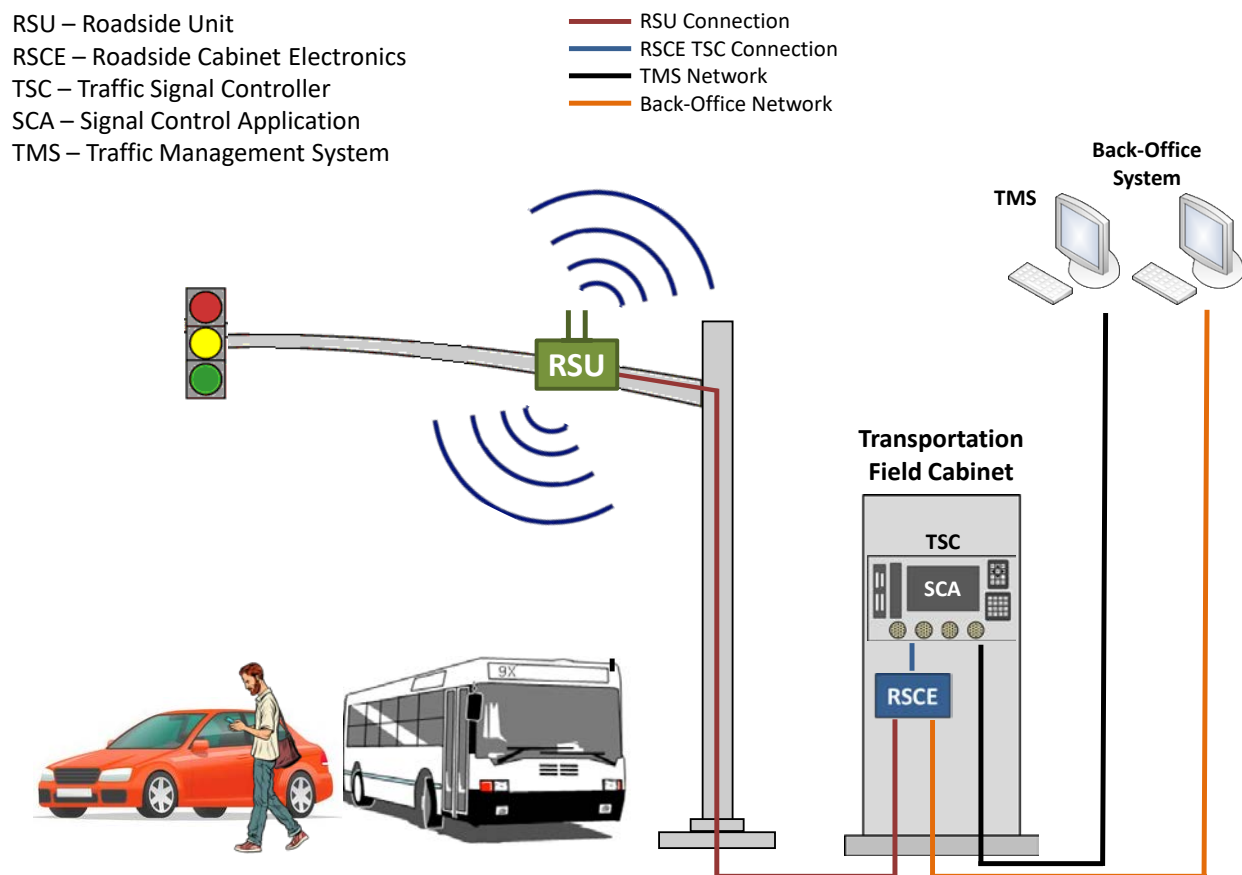 RSU – Roadside Unit
RSCE – Roadside Cabinet Electronics
TSC – Traffic Signal Controller
SCA – Signal Control Application
TMS – Traffic Management System
RSU Connection
RSCE TSC Connection
TMS Network
Back-Office Network
Back-Office
System
TMS
RSU
Transportation
Field Cabinet
TSC
SCA
RSCE
9X